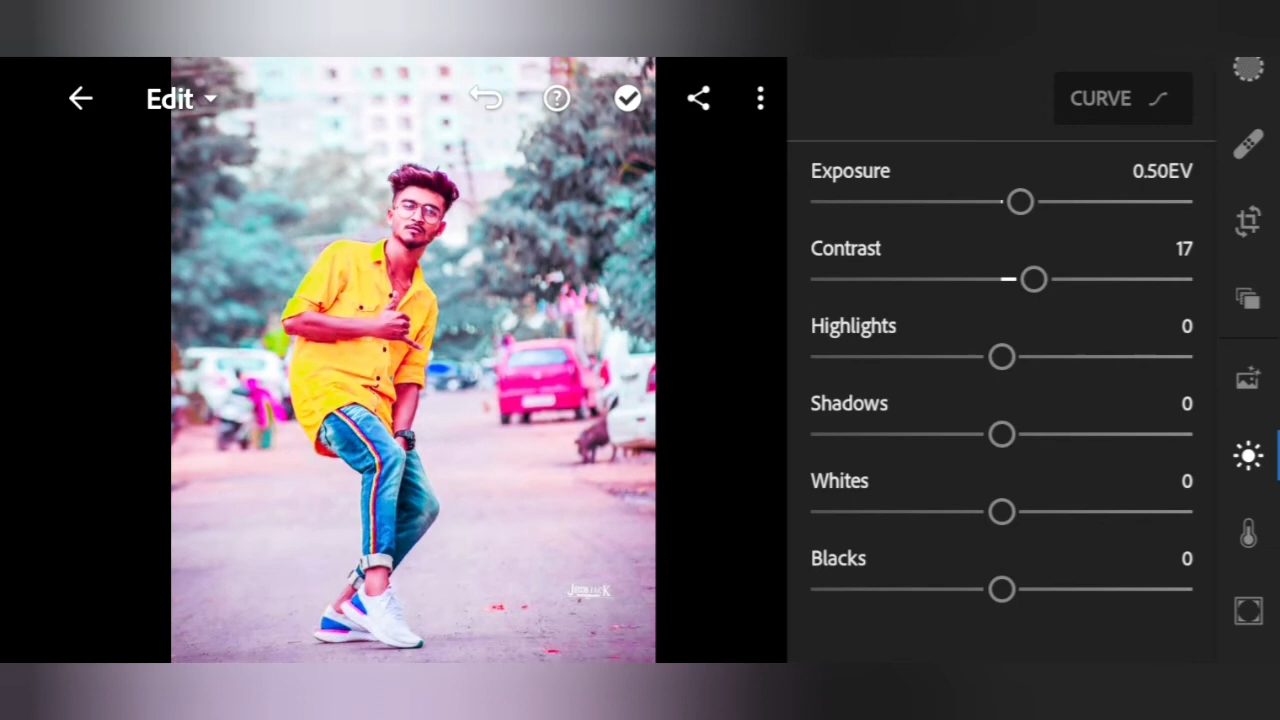 Edit
CURVE
Exposure 0.50EV
Contrast 17
Highlights 0
Shadows 0
Whites 0
Blacks 0